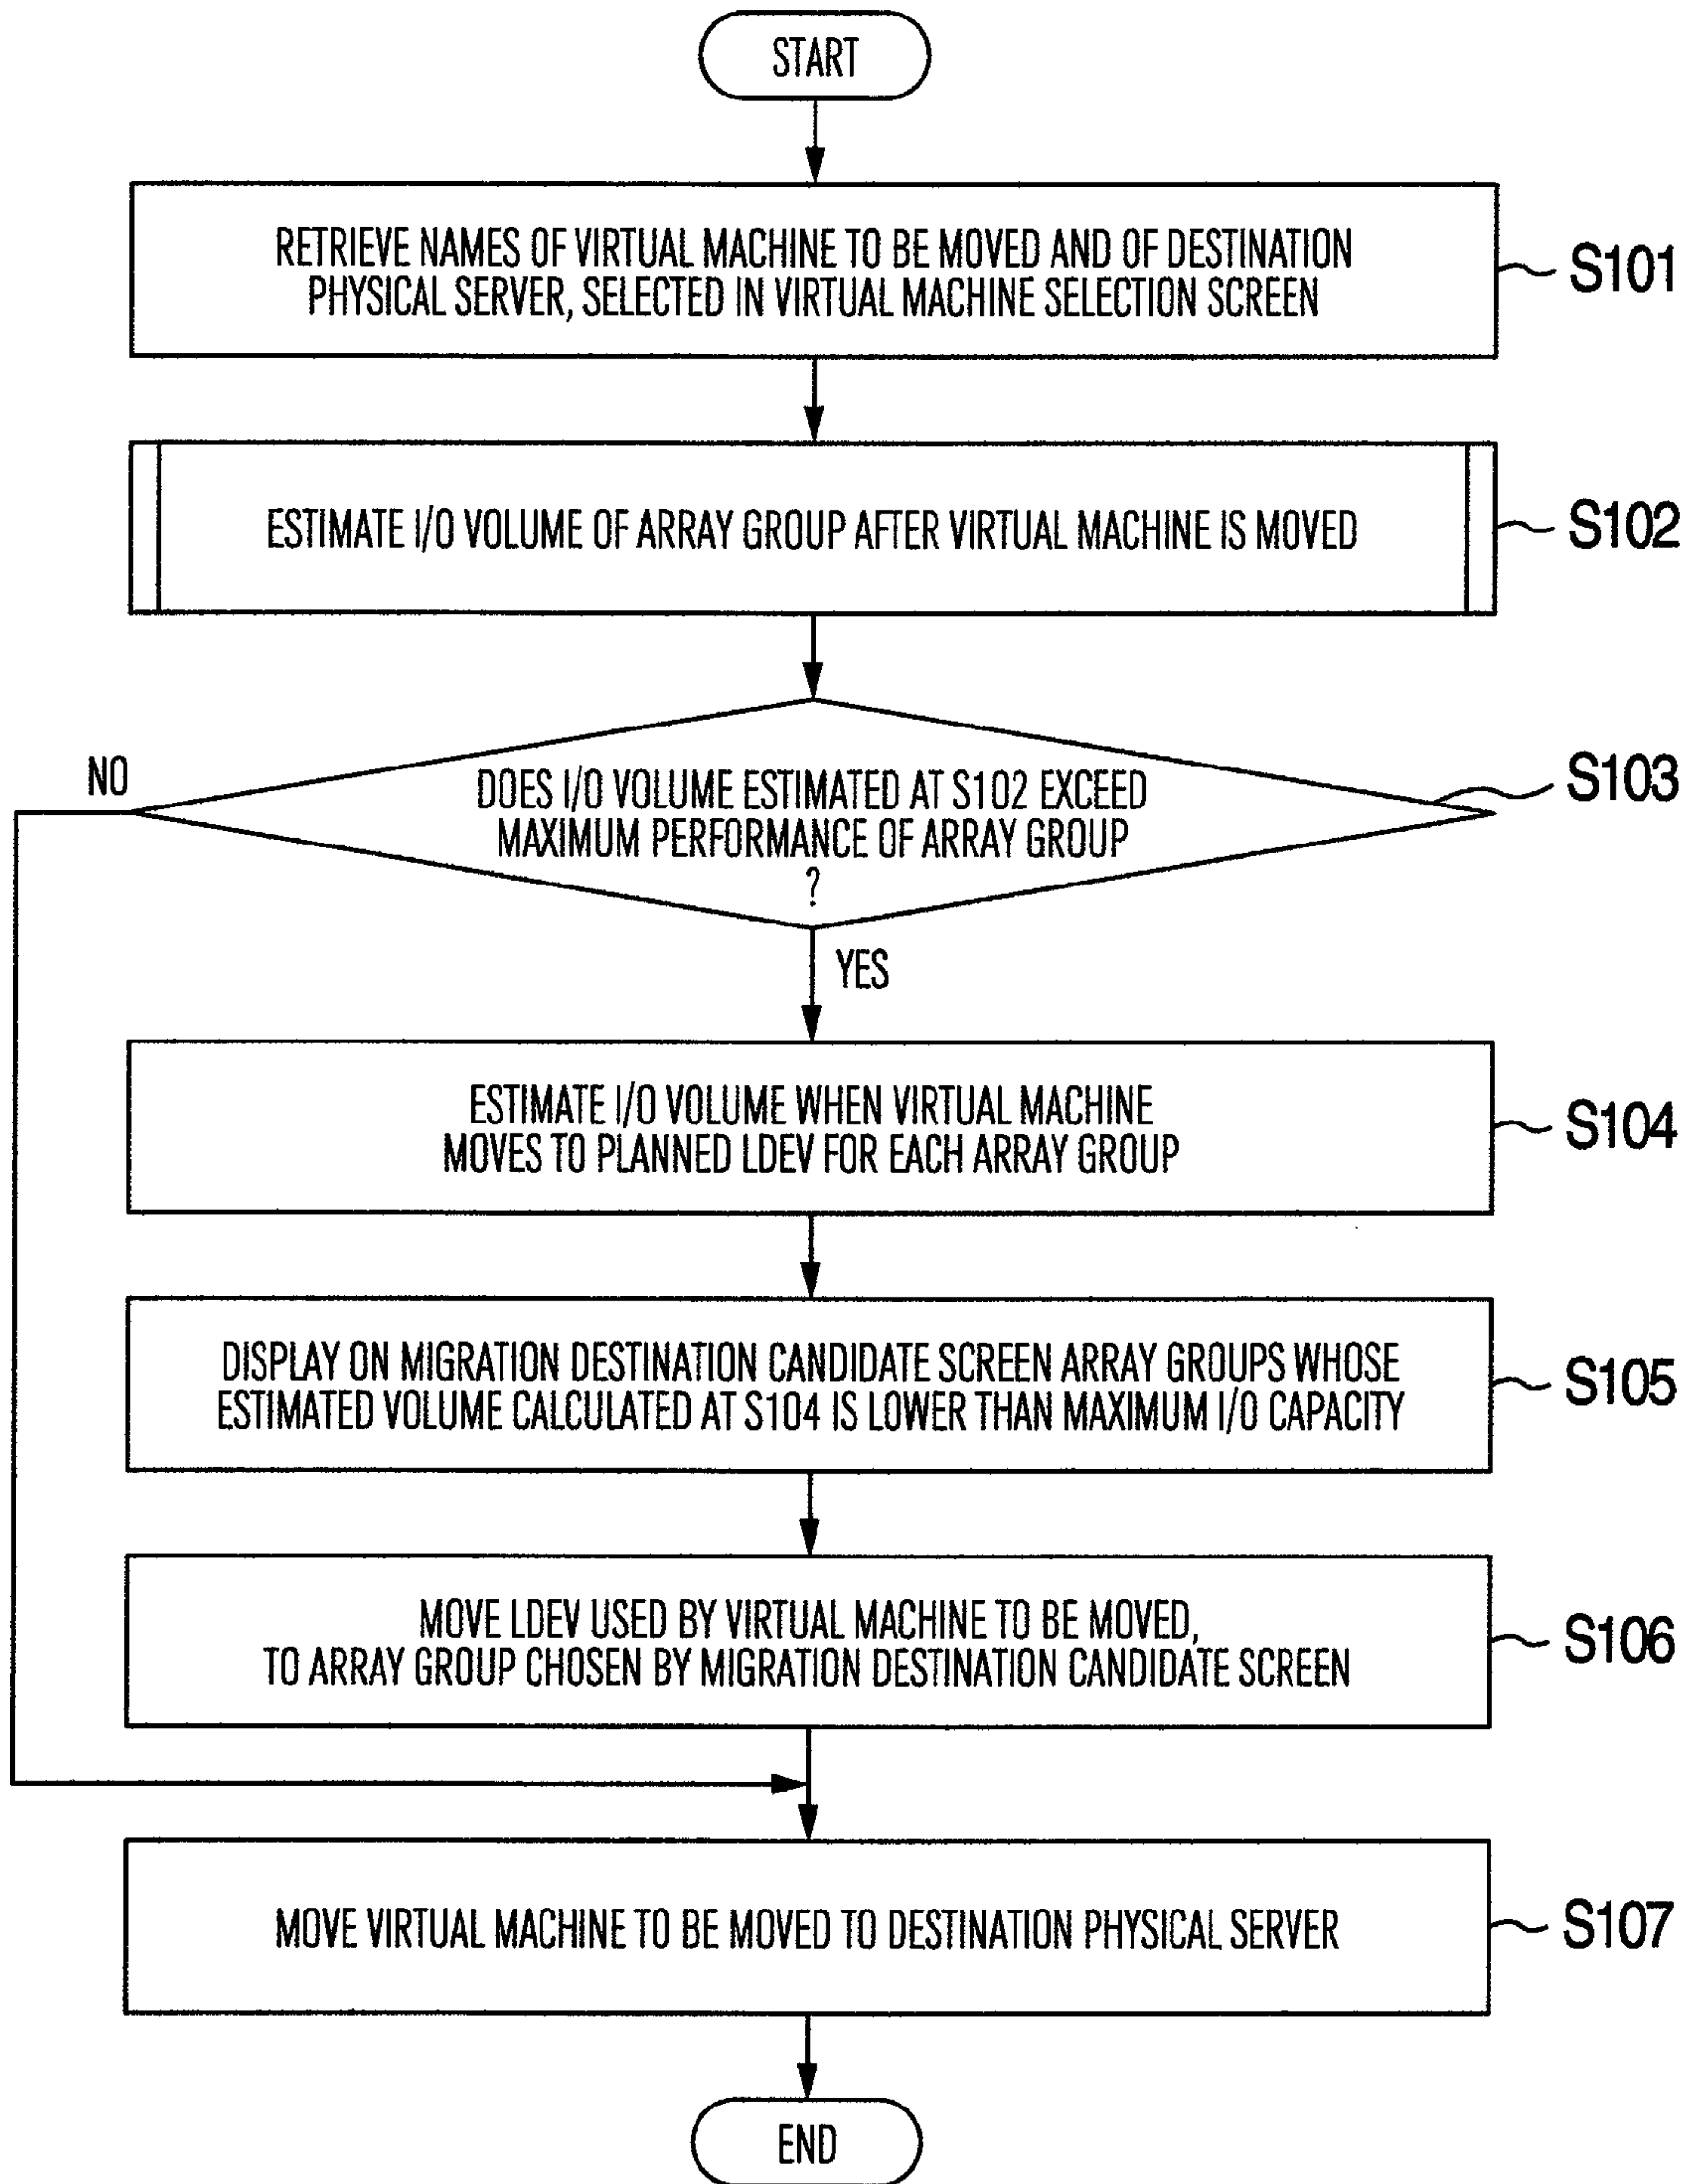 START
RETRIEVE NAMES OF VIRTUAL MACHINE TO BE MOVED AND OF DESTINATION
PHYSICAL SERVER, SELECTED IN VIRTUAL MACHINE SELECTION SCREEN
S101
ESTIMATE I/O VOLUME OF ARRAY GROUP AFTER VIRTUAL MACHINE IS MOVED
S102
NO
DOES I/O VOLUME ESTIMATED AT S102 EXCEED
MAXIMUM PERFORMANCE OF ARRAY GROUP
?
S103
YES
ESTIMATE I/O VOLUME WHEN VIRTUAL MACHINE
MOVES TO PLANNED LDEV FOR EACH ARRAY GROUP
S104
DISPLAY ON MIGRATION DESTINATION CANDIDATE SCREEN ARRAY GROUPS WHOSE
ESTIMATED VOLUME CALCULATED AT S104 IS LOWER THAN MAXIMUM I/O CAPACITY
S105
MOVE LDEV USED BY VIRTUAL MACHINE TO BE MOVED,
TO ARRAY GROUP CHOSEN BY MIGRATION DESTINATION CANDIDATE SCREEN
S106
MOVE VIRTUAL MACHINE TO BE MOVED TO DESTINATION PHYSICAL SERVER
S107
END